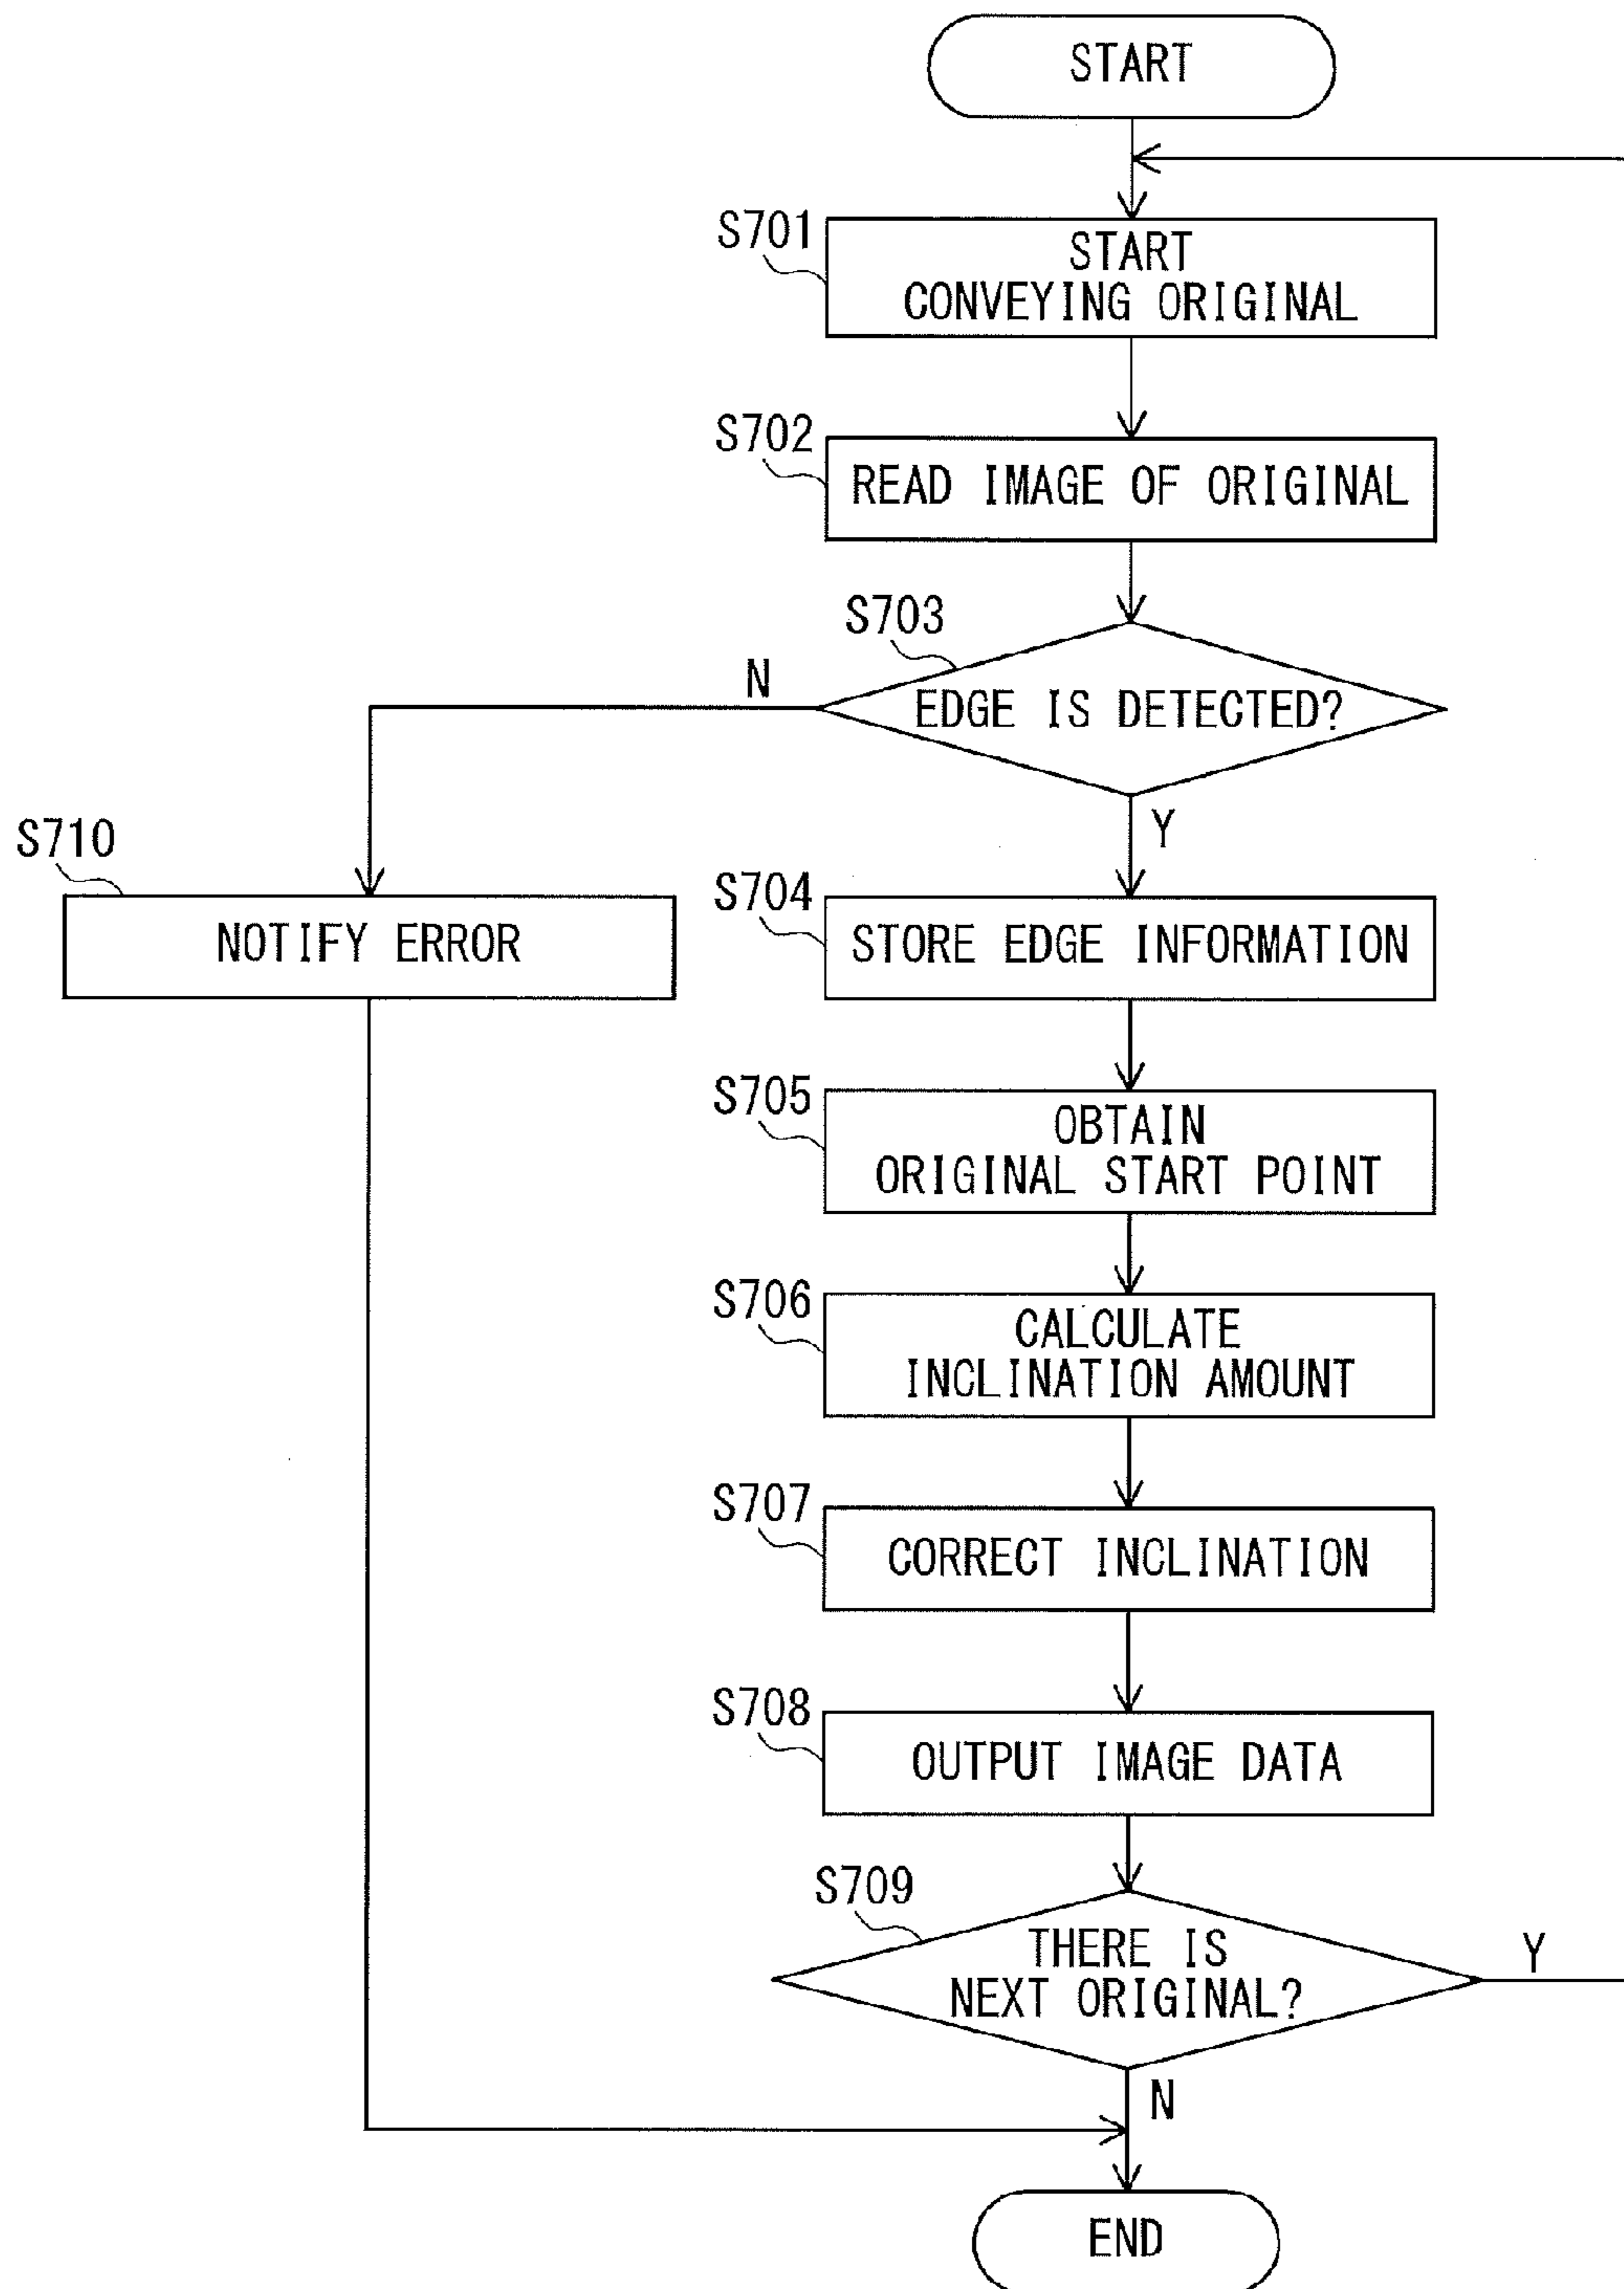 START
S701
START
CONVEYING ORIGINAL
S702
READ IMAGE OF ORIGINAL
S703
N
EDGE IS DETECTED?
Y
S710
NOTIFY ERROR
S704
STORE EDGE INFORMATION
S705
OBTAIN
ORIGINAL START POINT
S706
CALCULATE
INCLINATION AMOUNT
S707
CORRECT INCLINATION
S708
OUTPUT IMAGE DATA
S709
THERE IS
NEXT ORIGINAL?
Y
N
END